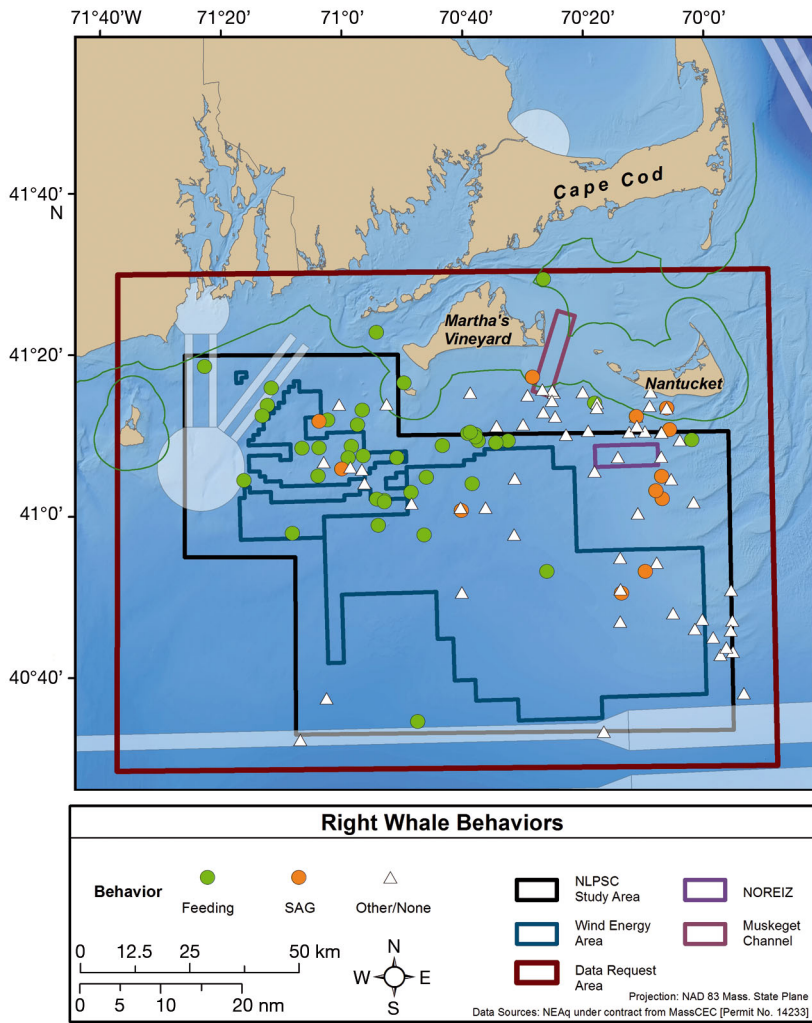 71°40'W 71°20' 71°0' 70°40' 70°20' 70°0'
41°40'
N
Cape Cod
Martha's
Vineyard
41°20'
Nantucket
41°0'
40°40'
Right Whale Behaviors
Behavior
Feeding SAG Other/None
0 12.5 25 50 km
0 5 10 20 nm
N
W E
S
NLPSC
Study Area
NOREIZ
Wind Energy
Area
Muskeget
Channel
Data Request
Area
Projection: NAD 83 Mass. State Plane
Data Sources: NEAq under contract from MassCEC [Permit No. 14233]